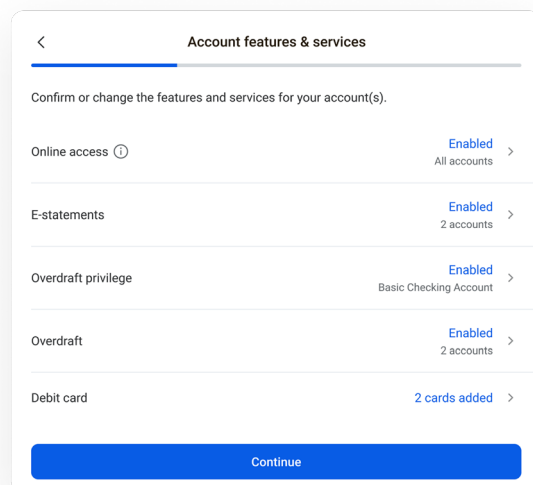 Account features & services
Confirm or change the features and services for your account(s).
Online access
Enabled
All accounts
E-statements
Enabled
2 accounts
Overdraft privilege
Enabled
Basic Checking Account
Overdraft
Enabled
2 accounts
Debit card
2 cards added
Continue